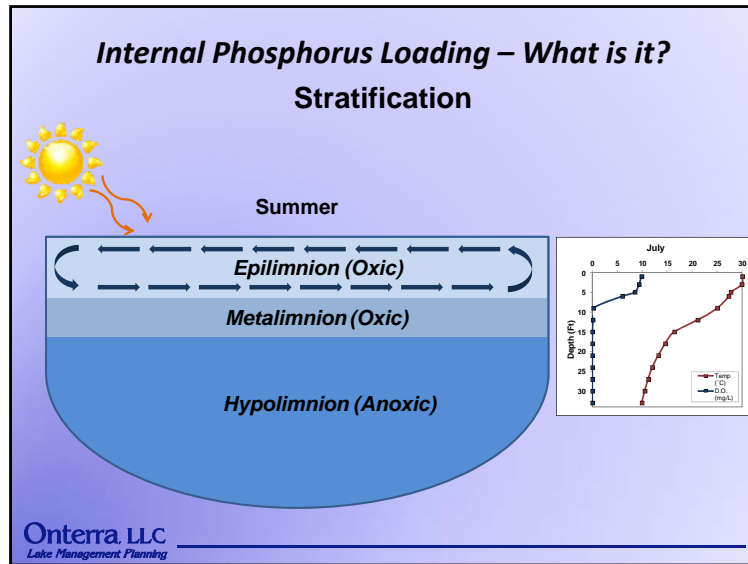 Internal Phosphorus Loading – What is it?
Stratification
Summer
Epilimnion (Oxic)
Metalimnion (Oxic)
Hypolimnion (Anoxic)
July
0 5 10 15 20 25 30
0
5
10
15
20
25
30
Depth (Ft)
Temp
(˚C)
D.O.
(mg/L)
Onterra, LLC
Lake Management Planning